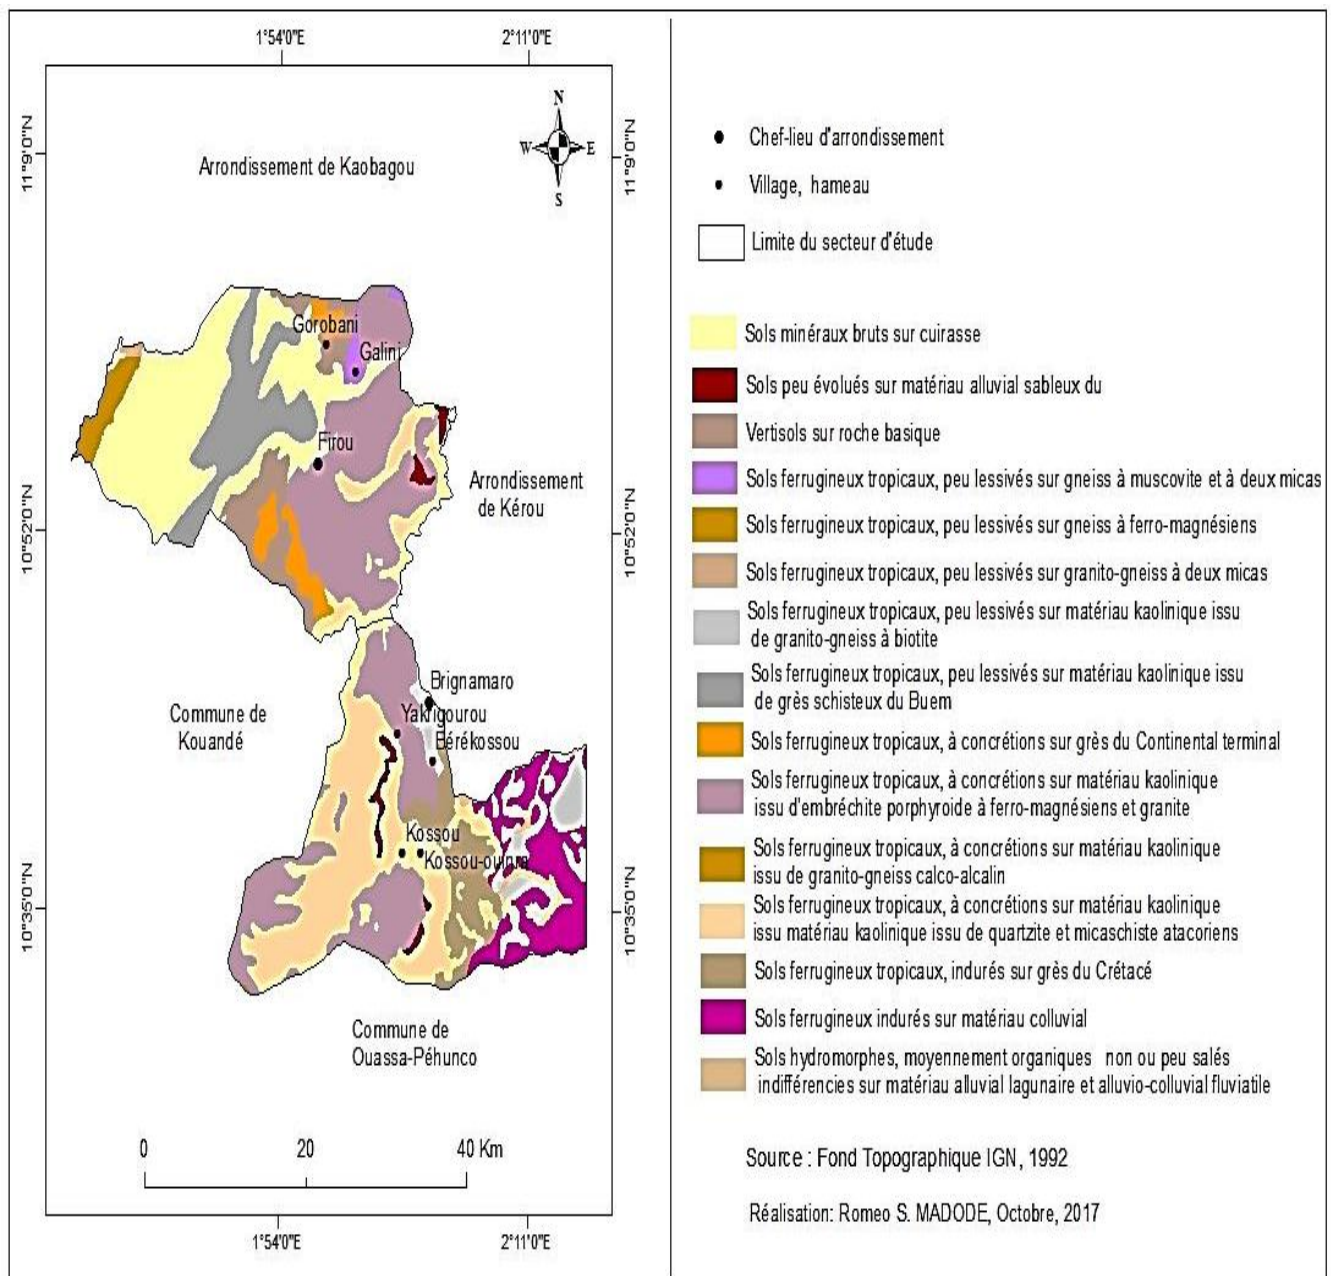 1°54'0"E
2°11'0"E
11°9'0"N
11°9'0"N
N
W
E
S
Arrondissement de Kaobagou
Gorobani
Galini
Firou
Arrondissement
de Kérou
10°52'0"N
10°52'0"N
Brignamaro
Yakrigourou
Bérékossou
Commune de
Kouandé
Kossou
Kossou-ouinra
10°35'0"N
10°35'0"N
Commune de
Ouassa-Péhunco
0
20
40 Km
1°54'0"E
2°11'0"E
Chef-lieu d'arrondissement
Village, hameau
Limite du secteur d'étude
Sols minéraux bruts sur cuirasse
Sols peu évolués sur matériau alluvial sableux du
Vertisols sur roche basique
Sols ferrugineux tropicaux, peu lessivés sur gneiss à muscovite et à deux micas
Sols ferrugineux tropicaux, peu lessivés sur gneiss à ferro-magnésiens
Sols ferrugineux tropicaux, peu lessivés sur granito-gneiss à deux micas
Sols ferrugineux tropicaux, peu lessivés sur matériau kaolinique issu
de granito-gneiss à biotite
Sols ferrugineux tropicaux, peu lessivés sur matériau kaolinique issu
de grès schisteux du Buem
Sols ferrugineux tropicaux, à concrétions sur grès du Continental terminal
Sols ferrugineux tropicaux, à concrétions sur matériau kaolinique
issu d'embréchite porphyroide à ferro-magnésiens et granite
Sols ferrugineux tropicaux, à concrétions sur matériau kaolinique
issu de granito-gneiss calco-alcalin
Sols ferrugineux tropicaux, à concrétions sur matériau kaolinique
issu matériau kaolinique issu de quartzite et micaschiste atacoriens
Sols ferrugineux tropicaux, indurés sur grès du Crétacé
Sols ferrugineux indurés sur matériau colluvial
Sols hydromorphes, moyennement organiques non ou peu salés
indifférencies sur matériau alluvial lagunaire et alluvio-colluvial fluviatile
Source : Fond Topographique IGN, 1992
Réalisation: Romeo S. MADODE, Octobre, 2017